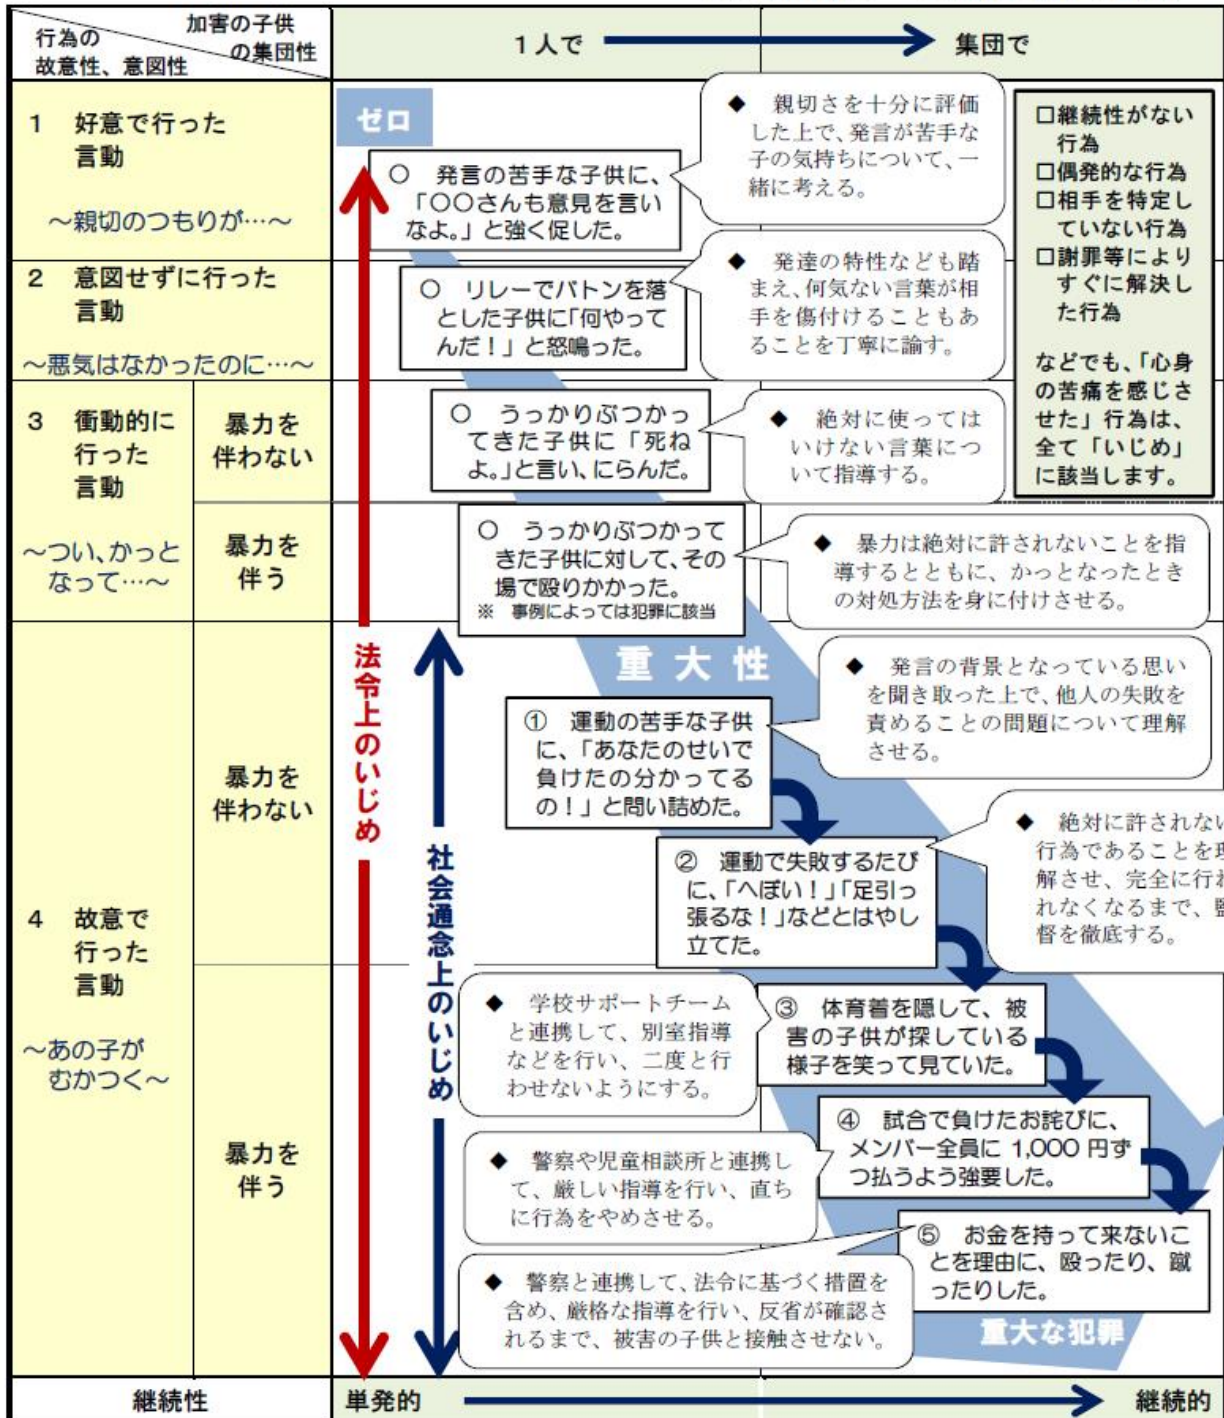 加害の子供
の集団性
行為の
故意性、意図性
1人で
集団で
1 好意で行った
言動
～親切のつもりが…～
ゼロ
○ 発言の苦手な子供に、
「○○さんも意見を言い
なよ。」と強く促した。
◆ 親切さを十分に評価
した上で、発言が苦手な
子の気持ちについて、一
緒に考える。
□継続性がない
行為
□偶発的な行為
□相手を特定し
ていない行為
□謝罪等により
すぐに解決し
た行為
などでも、「心身
の苦痛を感じさ
せた」行為は、
全て「いじめ」
に該当します。
2 意図せずに行った
言動
～悪気はなかったのに…～
○ リレーでバトンを落
とした子供に「何やって
んだ！」と怒鳴った。
◆ 発達の特性なども踏
まえ、何気ない言葉が相
手を傷付けることもあ
ることを丁寧に諭す。
3 衝動的に
行った
言動
～つい、かっと
なって…～
暴力を
伴わない
○ うっかりぶつかっ
てきた子供に「死ね
よ。」と言い、にらんだ。
◆ 絶対に使っては
いけない言葉につ
いて指導する。
暴力を
伴う
○ うっかりぶつかって
きた子供に対して、その
場で殴りかかった。
※ 事例によっては犯罪に該当
◆ 暴力は絶対に許されないことを指
導するとともに、かっとなったとき
の対処方法を身に付けさせる。
法令上のいじめ
社会通念上のいじめ
重大性
4 故意で
行った
言動
～あの子が
むかつく～
暴力を
伴わない
① 運動の苦手な子供
に、「あなたのせいで
負けたの分かってる
の！」と問い詰めた。
◆ 発言の背景となっている思い
を聞き取った上で、他人の失敗を
責めることの問題について理解
させる。
② 運動で失敗するたび
に、「へぼい！」「足引っ
張るな！」などとはやし
立てた。
◆ 絶対に許されない
行為であることを理
解させ、完全に行わ
れなくなるまで、監
督を徹底する。
暴力を
伴う
③ 体育着を隠して、被
害の子供が探している
様子を笑って見ていた。
◆ 学校サポートチーム
と連携して、別室指導
などを行い、二度と行
わせないようにする。
④ 試合で負けたお詫びに、
メンバー全員に 1,000 円ず
つ払うよう強要した。
◆ 警察や児童相談所と連携し
て、厳しい指導を行い、直ち
に行為をやめさせる。
⑤ お金を持って来ないこ
とを理由に、殴ったり、蹴
ったりした。
◆ 警察と連携して、法令に基づく措置を
含め、厳格な指導を行い、反省が確認さ
れるまで、被害の子供と接触させない。
重大な犯罪
継続性
単発的
継続的